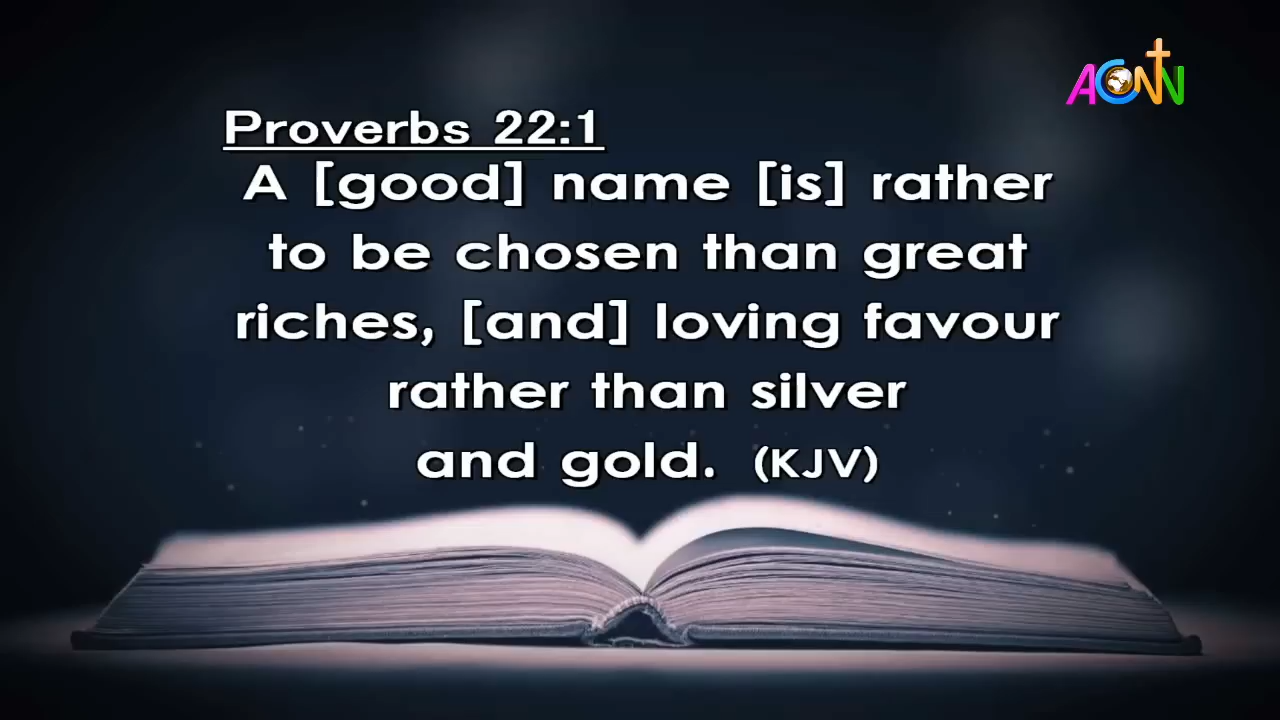 ACNN
Proverbs 22:1
A [good] name [is] rather
to be chosen than great
riches, [and] loving favour
rather than silver
and gold. (KJV)